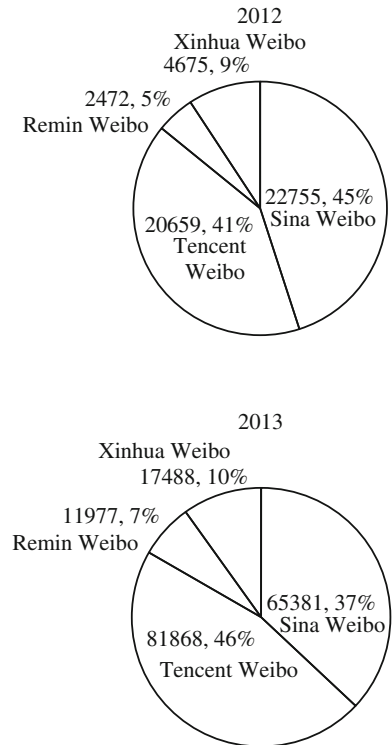 2012
Xinhua Weibo
4675, 9%
2472, 5%
Remin Weibo
22755, 45%
Sina Weibo
20659, 41%
Tencent
Weibo
2013
Xinhua Weibo
17488, 10%
11977, 7%
Remin Weibo
65381, 37%
Sina Weibo
81868, 46%
Tencent Weibo